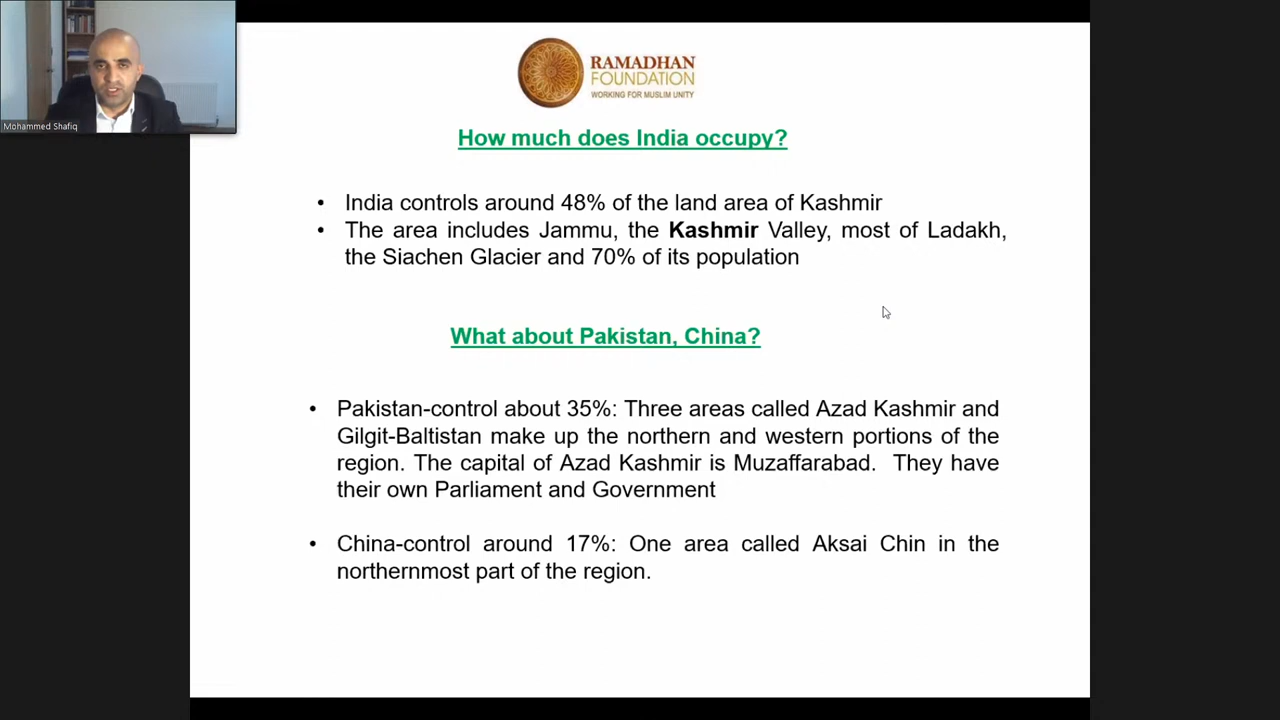 RAMADHAN
FOUNDATION
WORKING FOR MUSLIM UNITY
Mohammed Shafiq
How much does India occupy?
• India controls around 48% of the land area of Kashmir
• The area includes Jammu, the Kashmir Valley, most of Ladakh,
the Siachen Glacier and 70% of its population
What about Pakistan, China?
• Pakistan-control about 35%: Three areas called Azad Kashmir and
Gilgit-Baltistan make up the northern and western portions of the
region. The capital of Azad Kashmir is Muzaffarabad. They have
their own Parliament and Government
• China-control around 17%: One area called Aksai Chin in the
northernmost part of the region.